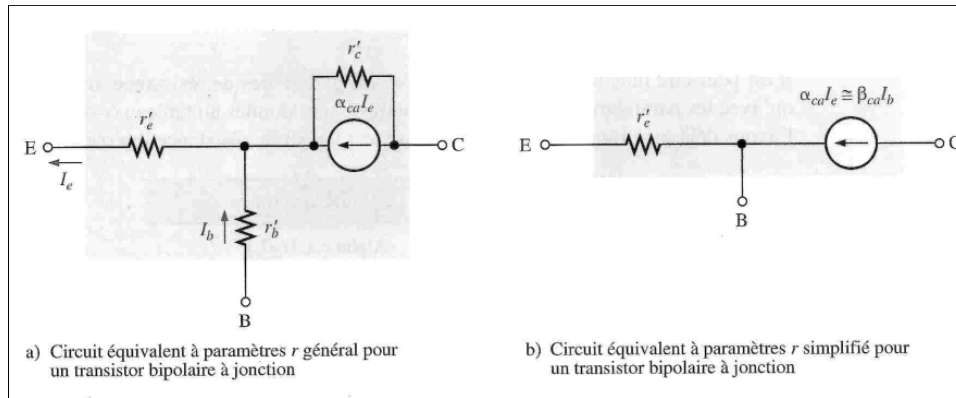 r'c
αcaIe
r'e
E
C
Ie
Ib
r'b
B
a) Circuit équivalent à paramètres r général pour
un transistor bipolaire à jonction
αcaIe ≅ βcaIb
r'e
E
C
B
b) Circuit équivalent à paramètres r simplifié pour
un transistor bipolaire à jonction